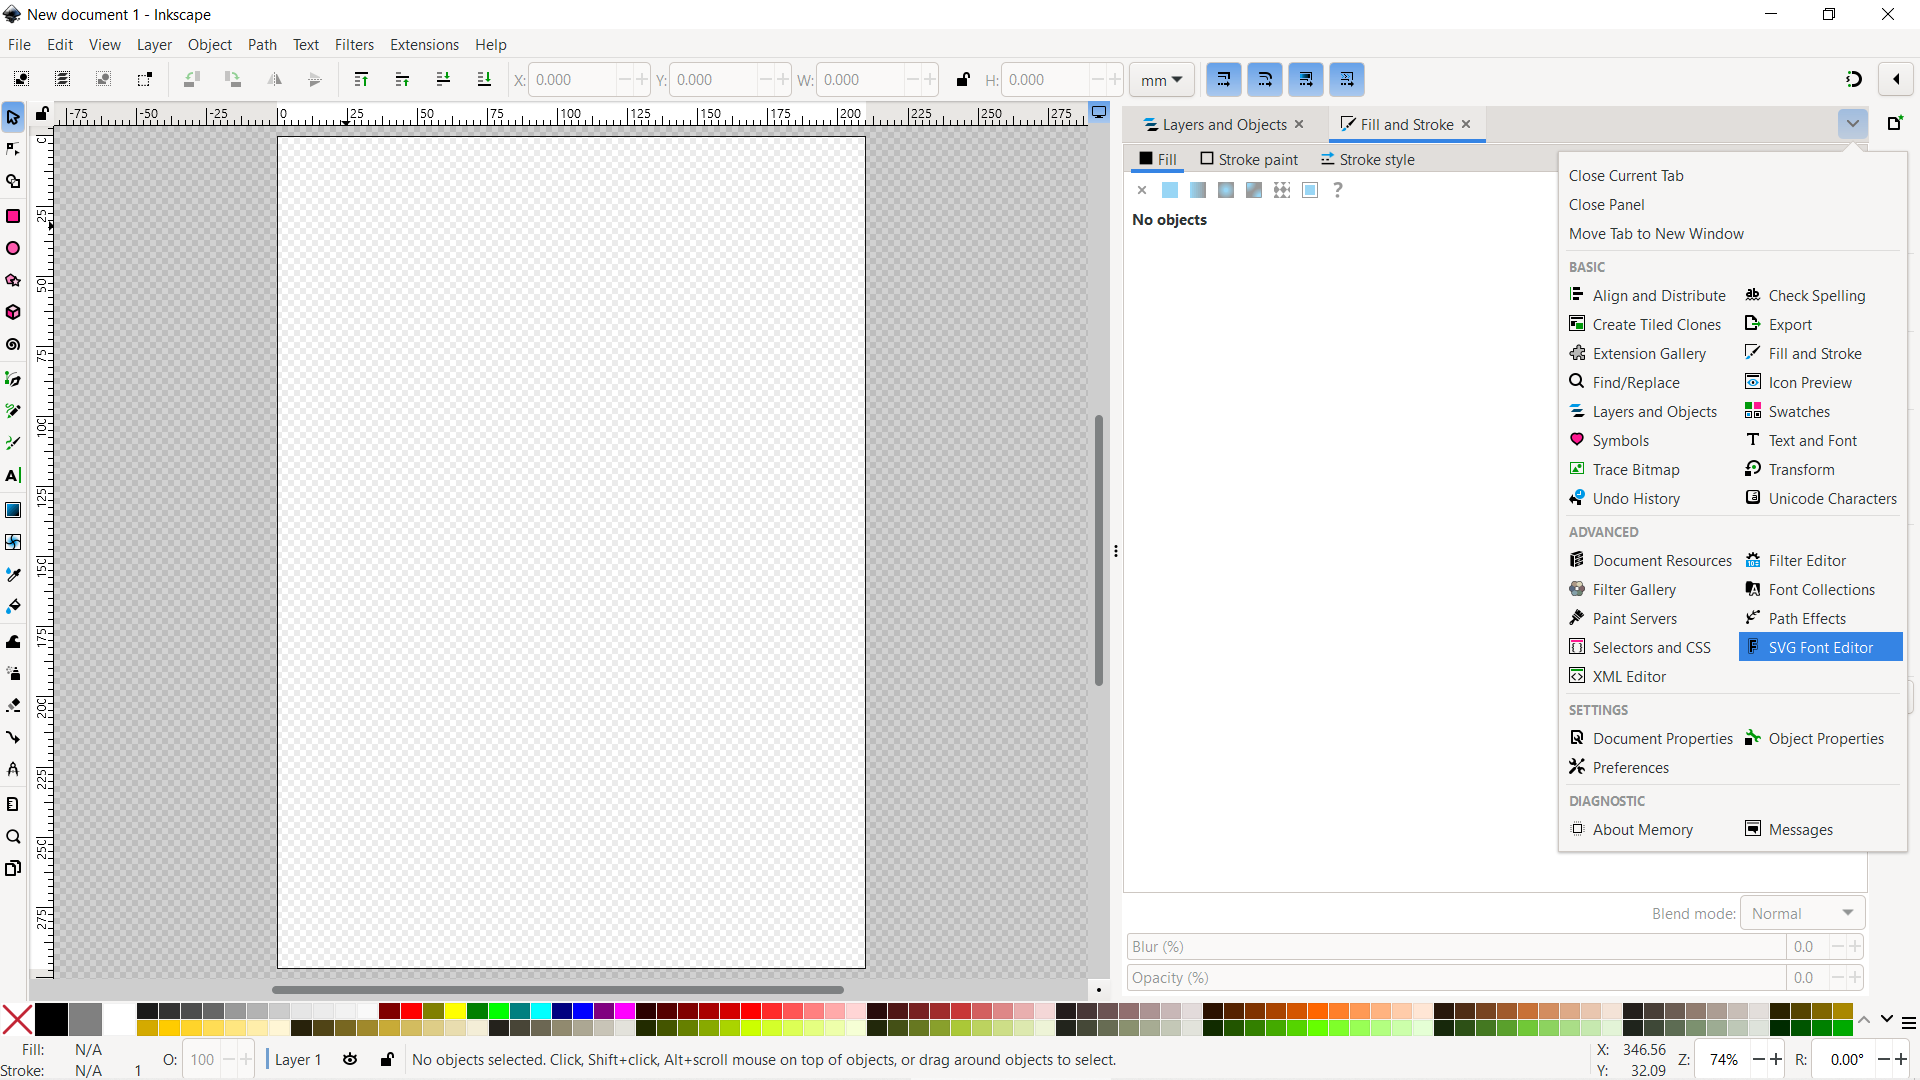 New document 1 - Inkscape
File Edit View Layer Object Path Text Filters Extensions Help
X: 0.000 Y: 0.000 W: 0.000 H: 0.000 mm
-75 -50 -25 0 25 50 75 100 125 150 175 200 225 250 275
0 25 50 75 100 125 150 175 200 225 250 275
Layers and Objects Fill and Stroke
Fill Stroke paint Stroke style
?
No objects
Close Current Tab
Close Panel
Move Tab to New Window
BASIC
Align and Distribute Check Spelling
Create Tiled Clones Export
Extension Gallery Fill and Stroke
Find/Replace Icon Preview
Layers and Objects Swatches
Symbols Text and Font
Trace Bitmap Transform
Undo History Unicode Characters
ADVANCED
Document Resources Filter Editor
Filter Gallery Font Collections
Paint Servers Path Effects
Selectors and CSS SVG Font Editor
XML Editor
SETTINGS
Document Properties Object Properties
Preferences
DIAGNOSTIC
About Memory Messages
Blend mode: Normal
Blur (%) 0.0
Opacity (%) 0.0
Fill: N/A
Stroke: N/A 1
O: 100
Layer 1
No objects selected. Click, Shift+click, Alt+scroll mouse on top of objects, or drag around objects to select.
X: 346.56
Y: 32.09
Z: 74%
R: 0.00°